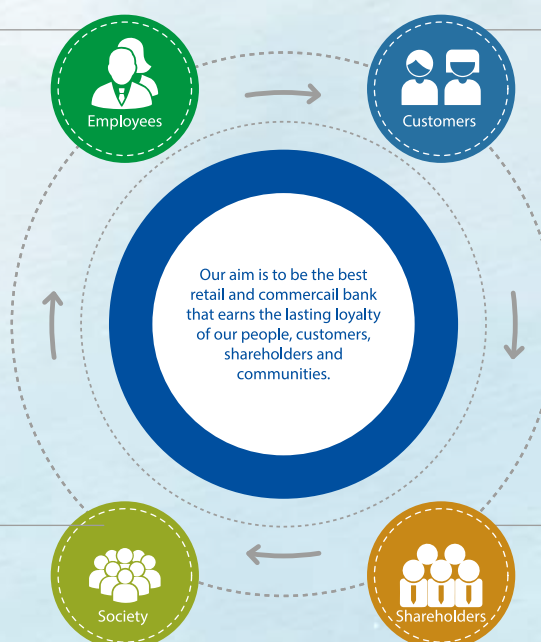 Employees
Customers
Our aim is to be the best
retail and commercail bank
that earns the lasting loyalty
of our people, customers,
shareholders and
communities.
Society
Shareholders